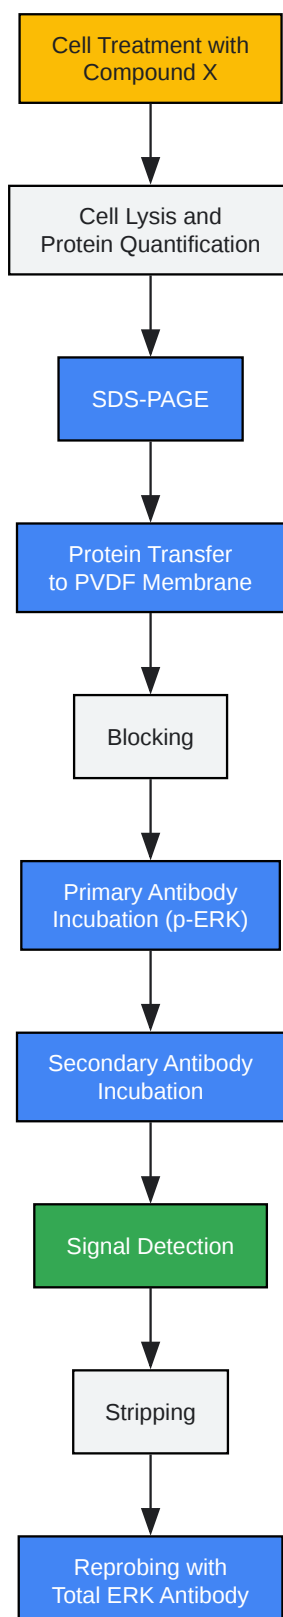 Cell Treatment with
Compound X
Cell Lysis and
Protein Quantification
SDS-PAGE
Protein Transfer
to PVDF Membrane
Blocking
Primary Antibody
Incubation (p-ERK)
Secondary Antibody
Incubation
Signal Detection
Stripping
Reprobing with
Total ERK Antibody